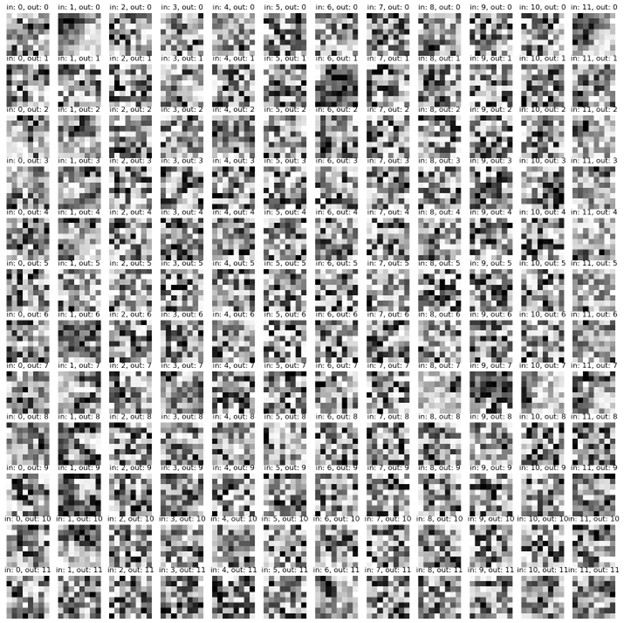 in: 0, out: 0 in: 1, out: 0 in: 2, out: 0 in: 3, out: 0 in: 4, out: 0 in: 5, out: 0 in: 6, out: 0 in: 7, out: 0 in: 8, out: 0 in: 9, out: 0 in: 10, out: 0 in: 11, out: 0
in: 0, out: 1 in: 1, out: 1 in: 2, out: 1 in: 3, out: 1 in: 4, out: 1 in: 5, out: 1 in: 6, out: 1 in: 7, out: 1 in: 8, out: 1 in: 9, out: 1 in: 10, out: 1 in: 11, out: 1
in: 0, out: 2 in: 1, out: 2 in: 2, out: 2 in: 3, out: 2 in: 4, out: 2 in: 5, out: 2 in: 6, out: 2 in: 7, out: 2 in: 8, out: 2 in: 9, out: 2 in: 10, out: 2 in: 11, out: 2
in: 0, out: 3 in: 1, out: 3 in: 2, out: 3 in: 3, out: 3 in: 4, out: 3 in: 5, out: 3 in: 6, out: 3 in: 7, out: 3 in: 8, out: 3 in: 9, out: 3 in: 10, out: 3 in: 11, out: 3
in: 0, out: 4 in: 1, out: 4 in: 2, out: 4 in: 3, out: 4 in: 4, out: 4 in: 5, out: 4 in: 6, out: 4 in: 7, out: 4 in: 8, out: 4 in: 9, out: 4 in: 10, out: 4 in: 11, out: 4
in: 0, out: 5 in: 1, out: 5 in: 2, out: 5 in: 3, out: 5 in: 4, out: 5 in: 5, out: 5 in: 6, out: 5 in: 7, out: 5 in: 8, out: 5 in: 9, out: 5 in: 10, out: 5 in: 11, out: 5
in: 0, out: 6 in: 1, out: 6 in: 2, out: 6 in: 3, out: 6 in: 4, out: 6 in: 5, out: 6 in: 6, out: 6 in: 7, out: 6 in: 8, out: 6 in: 9, out: 6 in: 10, out: 6 in: 11, out: 6
in: 0, out: 7 in: 1, out: 7 in: 2, out: 7 in: 3, out: 7 in: 4, out: 7 in: 5, out: 7 in: 6, out: 7 in: 7, out: 7 in: 8, out: 7 in: 9, out: 7 in: 10, out: 7 in: 11, out: 7
in: 0, out: 8 in: 1, out: 8 in: 2, out: 8 in: 3, out: 8 in: 4, out: 8 in: 5, out: 8 in: 6, out: 8 in: 7, out: 8 in: 8, out: 8 in: 9, out: 8 in: 10, out: 8 in: 11, out: 8
in: 0, out: 9 in: 1, out: 9 in: 2, out: 9 in: 3, out: 9 in: 4, out: 9 in: 5, out: 9 in: 6, out: 9 in: 7, out: 9 in: 8, out: 9 in: 9, out: 9 in: 10, out: 9 in: 11, out: 9
in: 0, out: 10 in: 1, out: 10 in: 2, out: 10 in: 3, out: 10 in: 4, out: 10 in: 5, out: 10 in: 6, out: 10 in: 7, out: 10 in: 8, out: 10 in: 9, out: 10 in: 10, out: 10 in: 11, out: 10
in: 0, out: 11 in: 1, out: 11 in: 2, out: 11 in: 3, out: 11 in: 4, out: 11 in: 5, out: 11 in: 6, out: 11 in: 7, out: 11 in: 8, out: 11 in: 9, out: 11 in: 10, out: 11 in: 11, out: 11